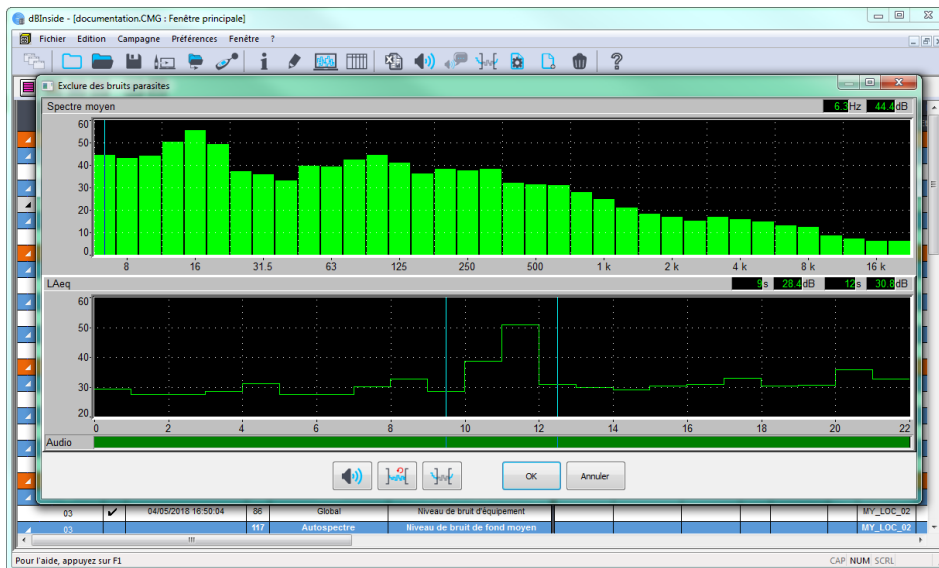 dBInside - [documentation.CMG : Fenêtre principale]
Fichier Edition Campagne Préférences Fenêtre ?
Exclure des bruits parasites
Spectre moyen 6.3 Hz 44.4 dB
60
50
40
30
20
10
0
8 16 31.5 63 125 250 500 1 k 2 k 4 k 8 k 16 k
LAeq 9 s 28.4 dB 12 s 30.8 dB
60
50
40
30
20
0 2 4 6 8 10 12 14 16 18 20 22
Audio
OK Annuler
03 04/05/2018 16:50:04 86 Global Niveau de bruit d'équipement MY_LOC_02
03 117 Autospectre Niveau de bruit de fond moyen MY_LOC_02
Pour l'aide, appuyez sur F1 CAP NUM SCRL